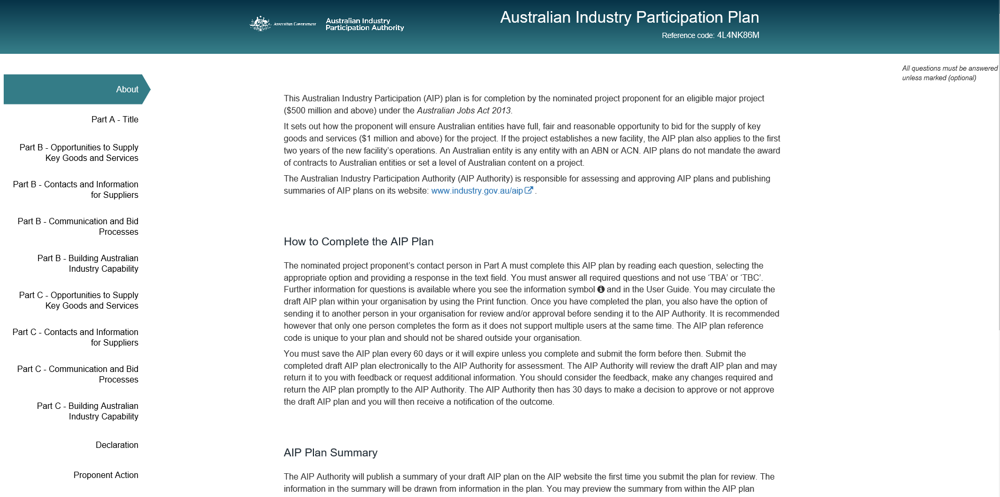 Australian Government
Australian Industry
Participation Authority
Australian Industry Participation Plan
Reference code: 4L4NK86M
All questions must be answered
unless marked (optional)
About
Part A - Title
Part B - Opportunities to Supply
Key Goods and Services
Part B - Contacts and Information
for Suppliers
Part B - Communication and Bid
Processes
Part B - Building Australian
Industry Capability
Part C - Opportunities to Supply
Key Goods and Services
Part C - Contacts and Information
for Suppliers
Part C - Communication and Bid
Processes
Part C - Building Australian
Industry Capability
Declaration
Proponent Action
This Australian Industry Participation (AIP) plan is for completion by the nominated project proponent for an eligible major project
($500 million and above) under the Australian Jobs Act 2013.
It sets out how the proponent will ensure Australian entities have full, fair and reasonable opportunity to bid for the supply of key
goods and services ($1 million and above) for the project. If the project establishes a new facility, the AIP plan also applies to the first
two years of the new facility’s operations. An Australian entity is any entity with an ABN or ACN. AIP plans do not mandate the award
of contracts to Australian entities or set a level of Australian content on a project.
The Australian Industry Participation Authority (AIP Authority) is responsible for assessing and approving AIP plans and publishing
summaries of AIP plans on its website: www.industry.gov.au/aip .
How to Complete the AIP Plan
The nominated project proponent’s contact person in Part A must complete this AIP plan by reading each question, selecting the
appropriate option and providing a response in the text field. You must answer all required questions and not use ‘TBA’ or ‘TBC’.
Further information for questions is available where you see the information symbol and in the User Guide. You may circulate the
draft AIP plan within your organisation by using the Print function. Once you have completed the plan, you also have the option of
sending it to another person in your organisation for review and/or approval before sending it to the AIP Authority. It is recommended
however that only one person completes the form as it does not support multiple users at the same time. The AIP plan reference
code is unique to your plan and should not be shared outside your organisation.
You must save the AIP plan every 60 days or it will expire unless you complete and submit the form before then. Submit the
completed draft AIP plan electronically to the AIP Authority for assessment. The AIP Authority will review the draft AIP plan and may
return it to you with feedback or request additional information. You should consider the feedback, make any changes required and
return the AIP plan promptly to the AIP Authority. The AIP Authority then has 30 days to make a decision to approve or not approve
the draft AIP plan and you will then receive a notification of the outcome.
AIP Plan Summary
The AIP Authority will publish a summary of your draft AIP plan on the AIP website the first time you submit the plan for review. The
information in the summary will be drawn from information in the plan. You may preview the summary from within the AIP plan